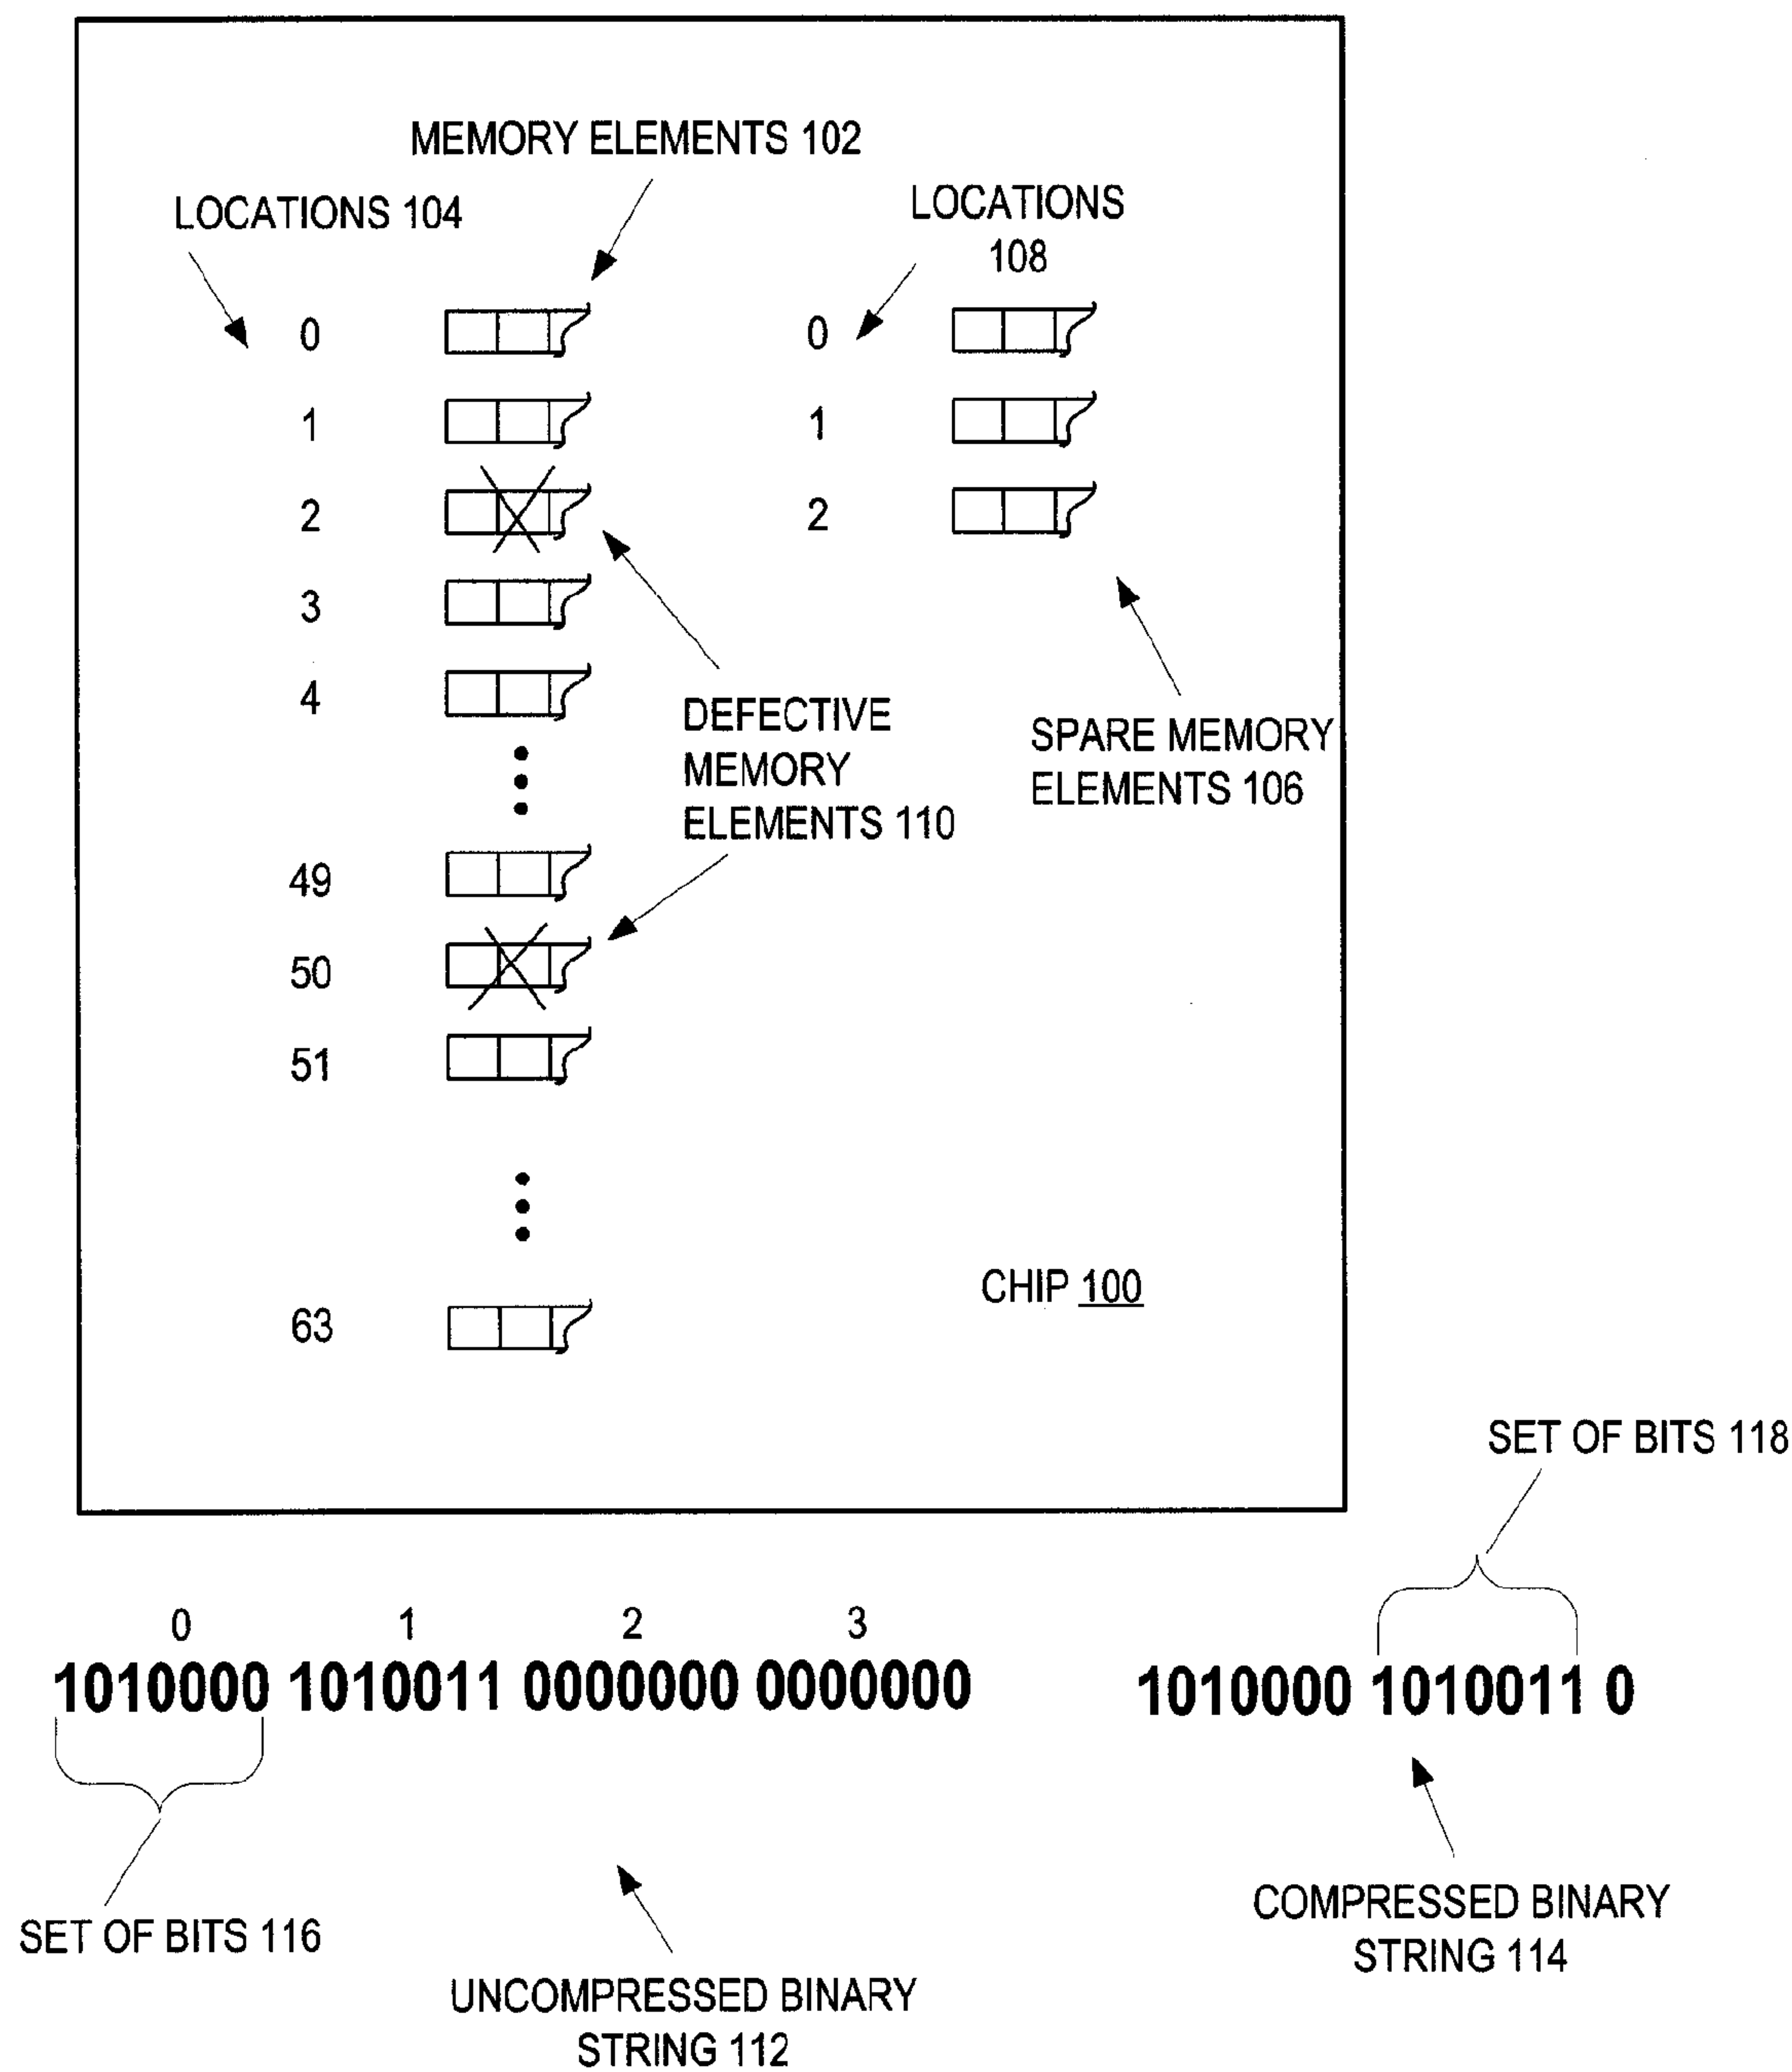 MEMORY ELEMENTS 102
LOCATIONS 104
LOCATIONS
108
0 0
1 1
2 2
3
4
DEFECTIVE
MEMORY
ELEMENTS 110
SPARE MEMORY
ELEMENTS 106
49
50
51
63
CHIP 100
SET OF BITS 118
0 1 2 3
1010000 1010011 0000000 0000000
1010000 1010011 0
SET OF BITS 116
UNCOMPRESSED BINARY
STRING 112
COMPRESSED BINARY
STRING 114